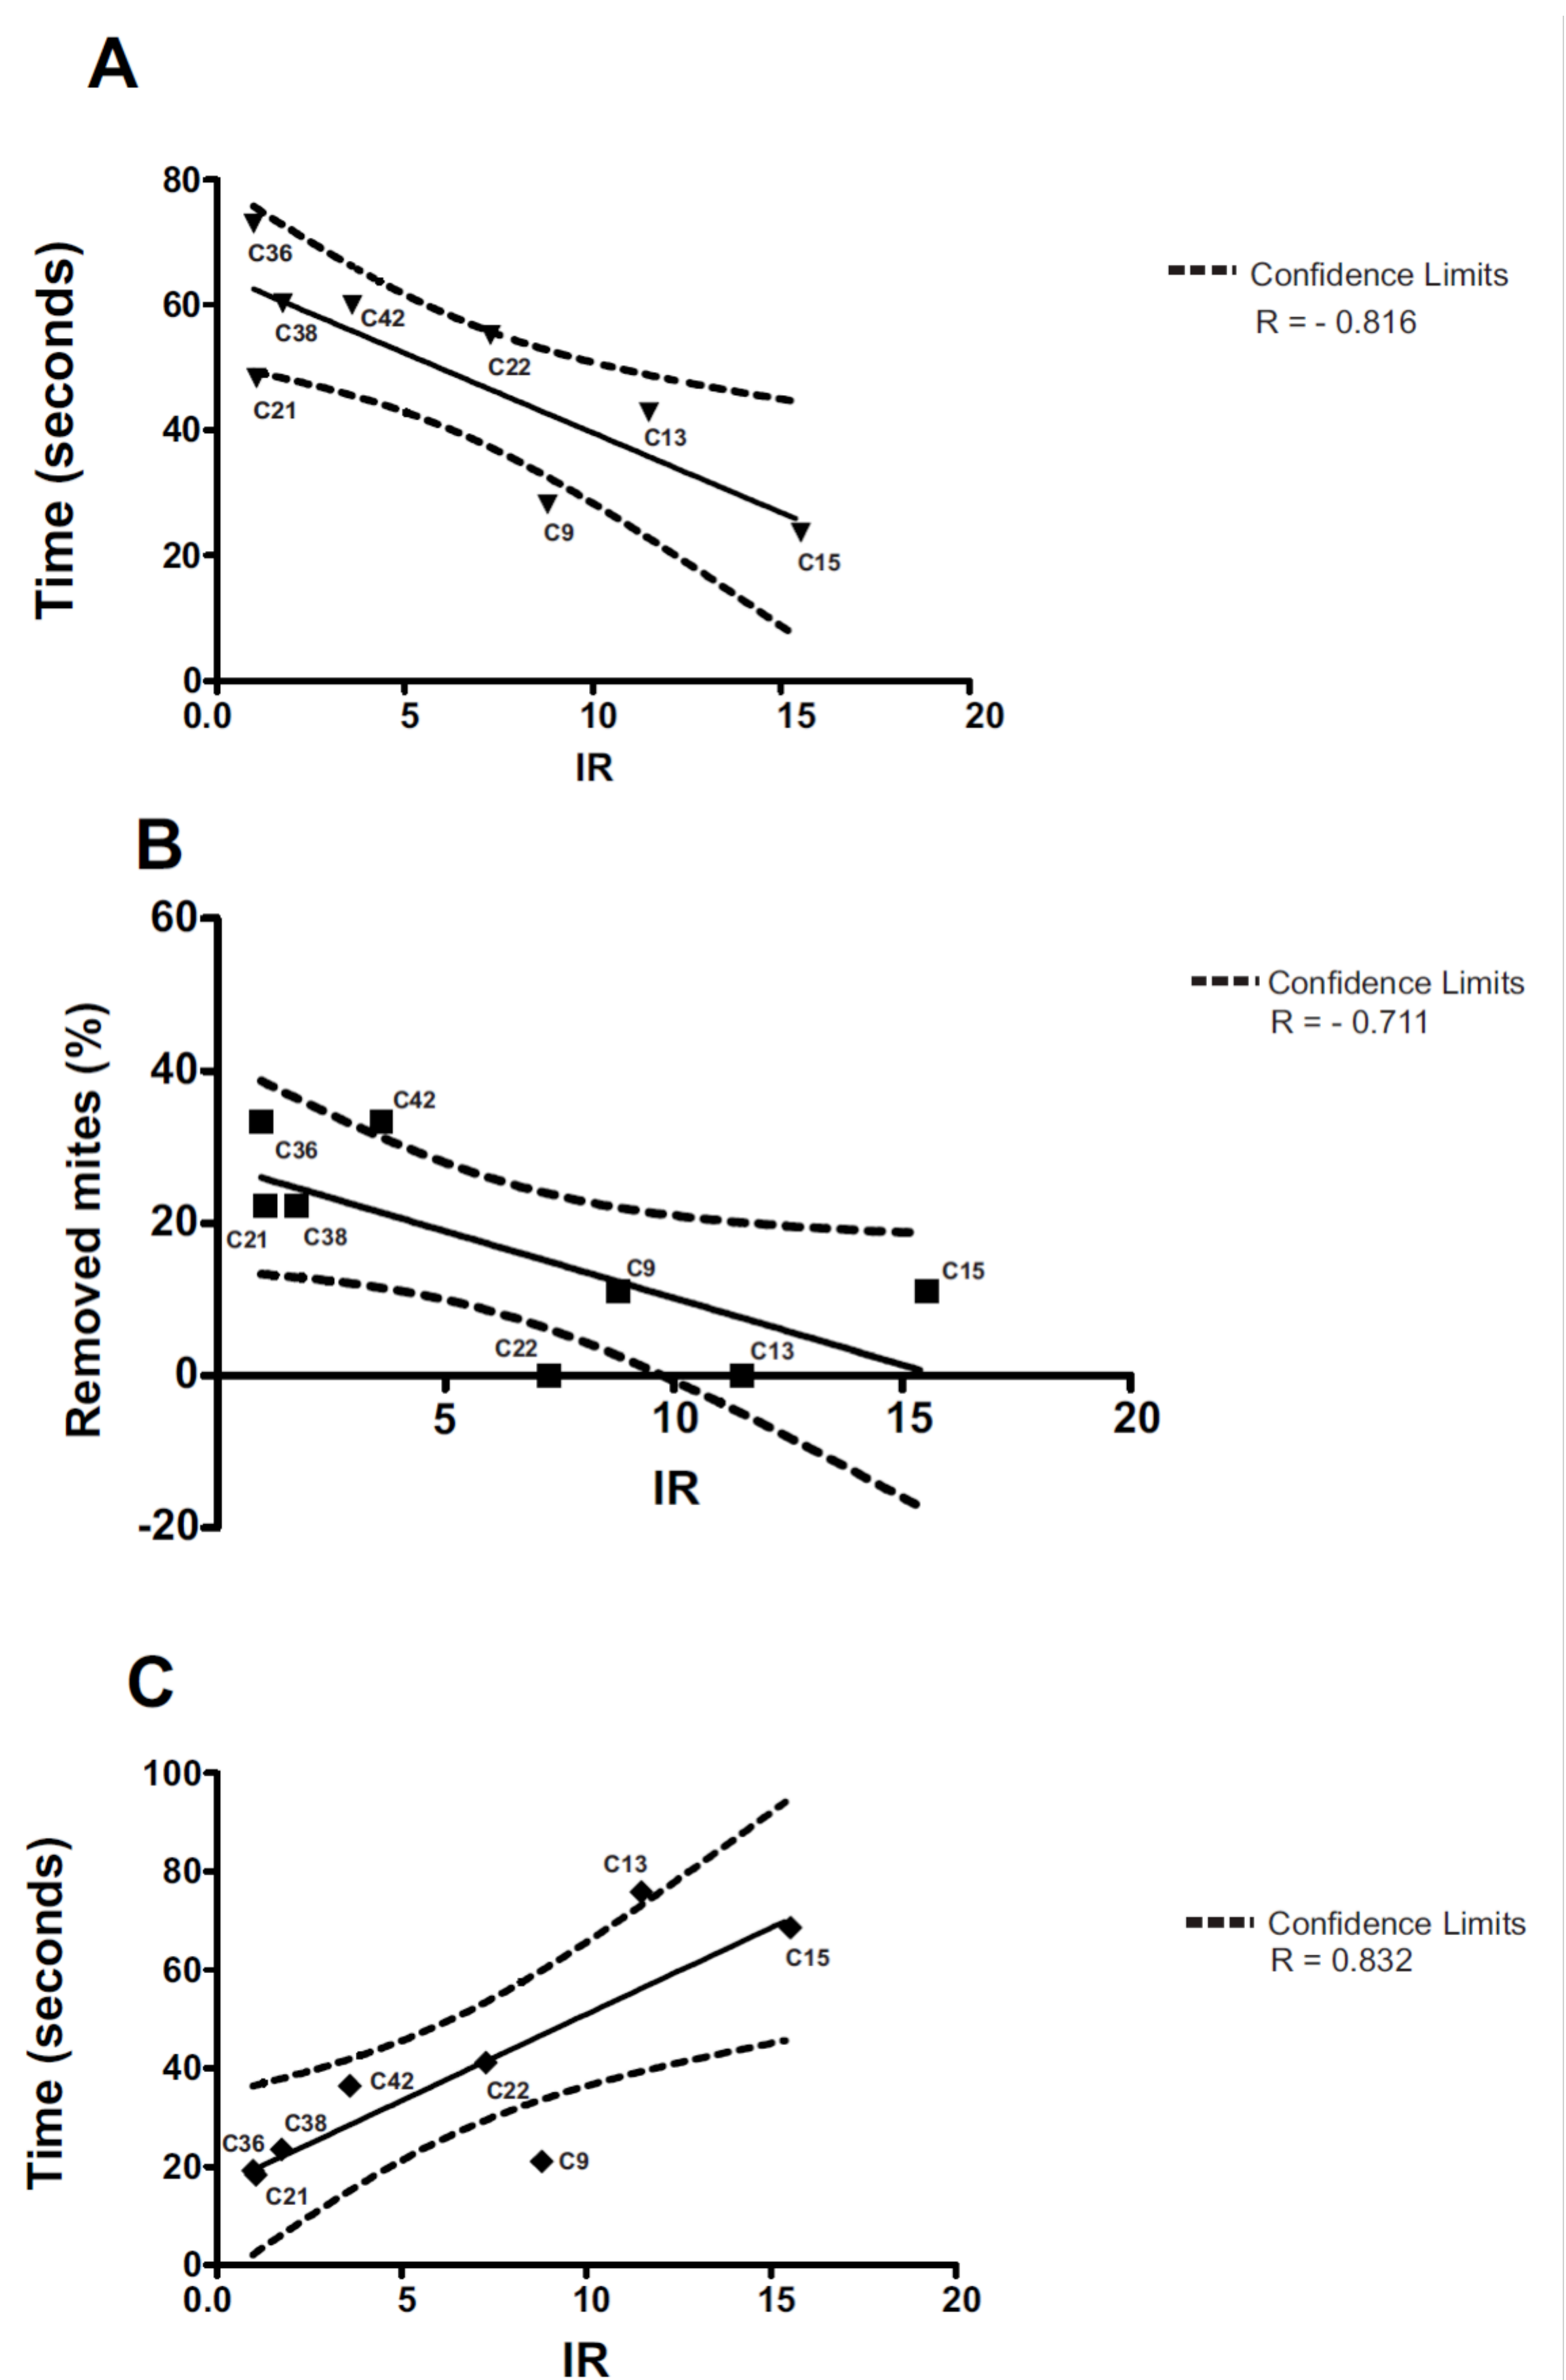 A
80
60
40
20
0
0.0 5 10 15 20
Time (seconds)
IR
C36
C38
C42
C22
C21
C13
C9
C15
Confidence Limits
R = - 0.816
B
60
40
20
0
-20
5 10 15 20
Removed mites (%)
IR
C42
C36
C21
C38
C9
C15
C22
C13
Confidence Limits
R = - 0.711
C
100
80
60
40
20
0
0.0 5 10 15 20
Time (seconds)
IR
C13
C15
C42
C22
C38
C36
C9
C21
Confidence Limits
R = 0.832